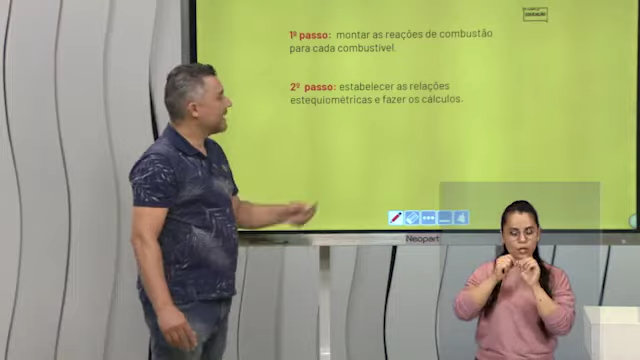 1º passo: montar as reações de combustão
para cada combustível.
2º passo: estabelecer as relações
estequiométricas e fazer os cálculos.
EDUCAÇÃO
Neopart